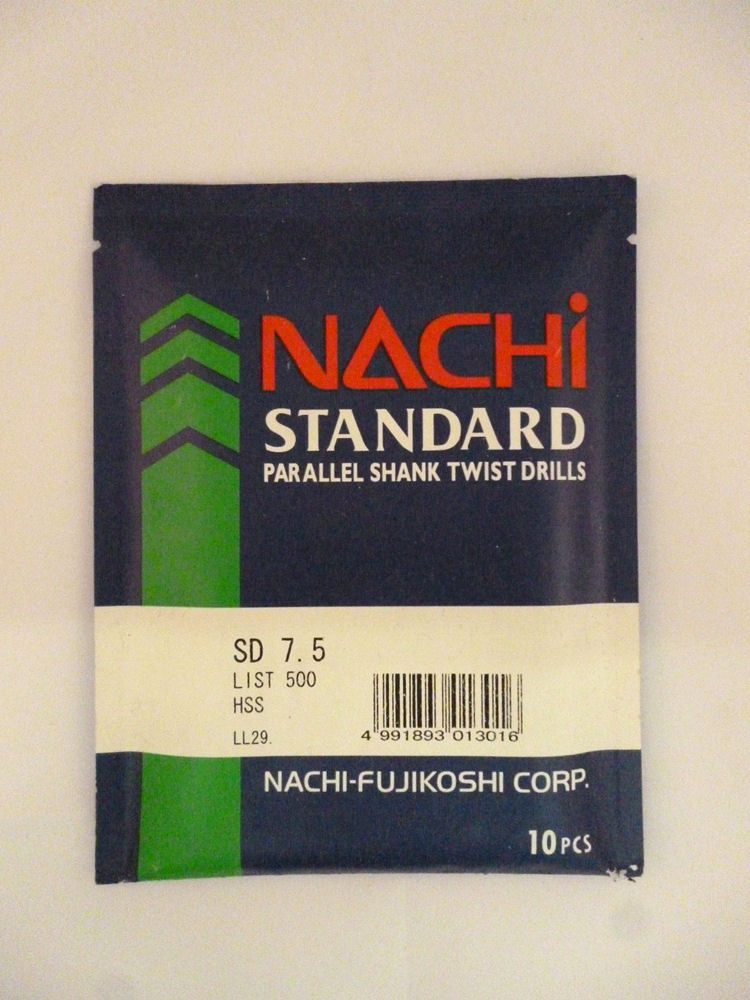 NACHi
STANDARD
PARALLEL SHANK TWIST DRILLS
SD 7.5
LIST 500
HSS
LL29.
4 991893 013016
NACHI-FUJIKOSHI CORP.
10 PCS